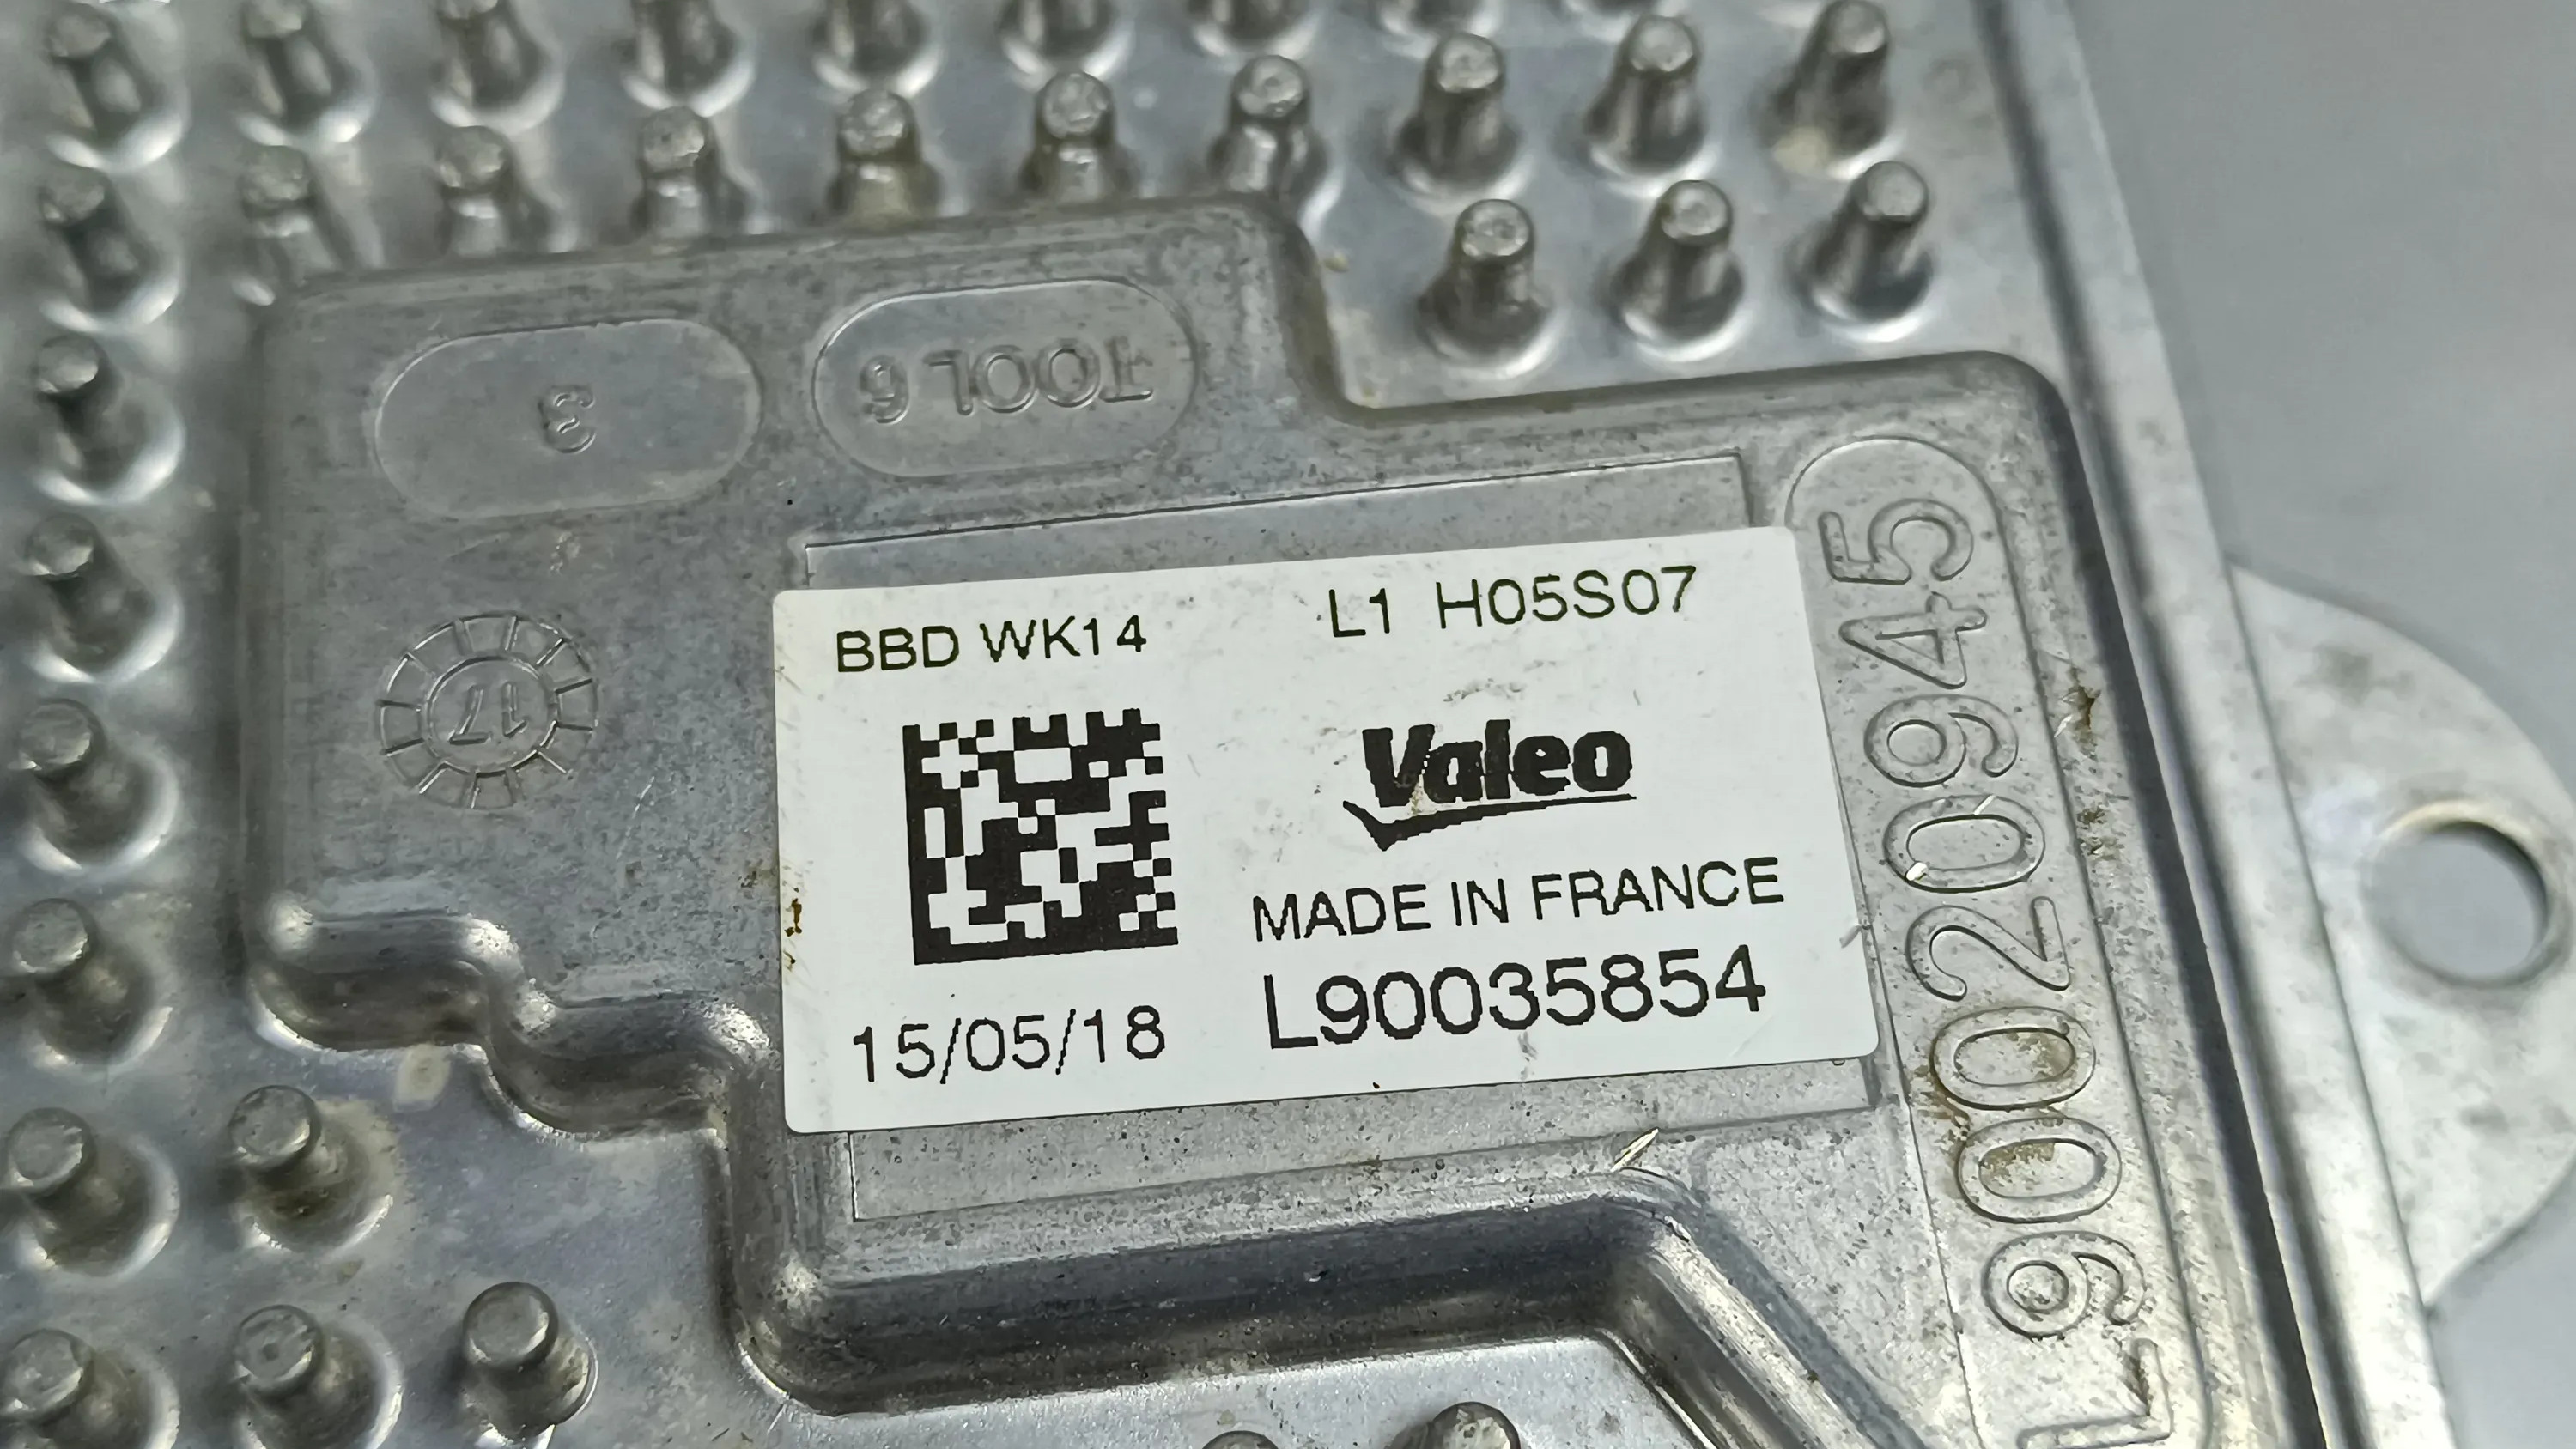 3
TOOL 6
17
BBD WK14 L1 H05S07
Valeo
MADE IN FRANCE
15/05/18 L90035854
L90020945